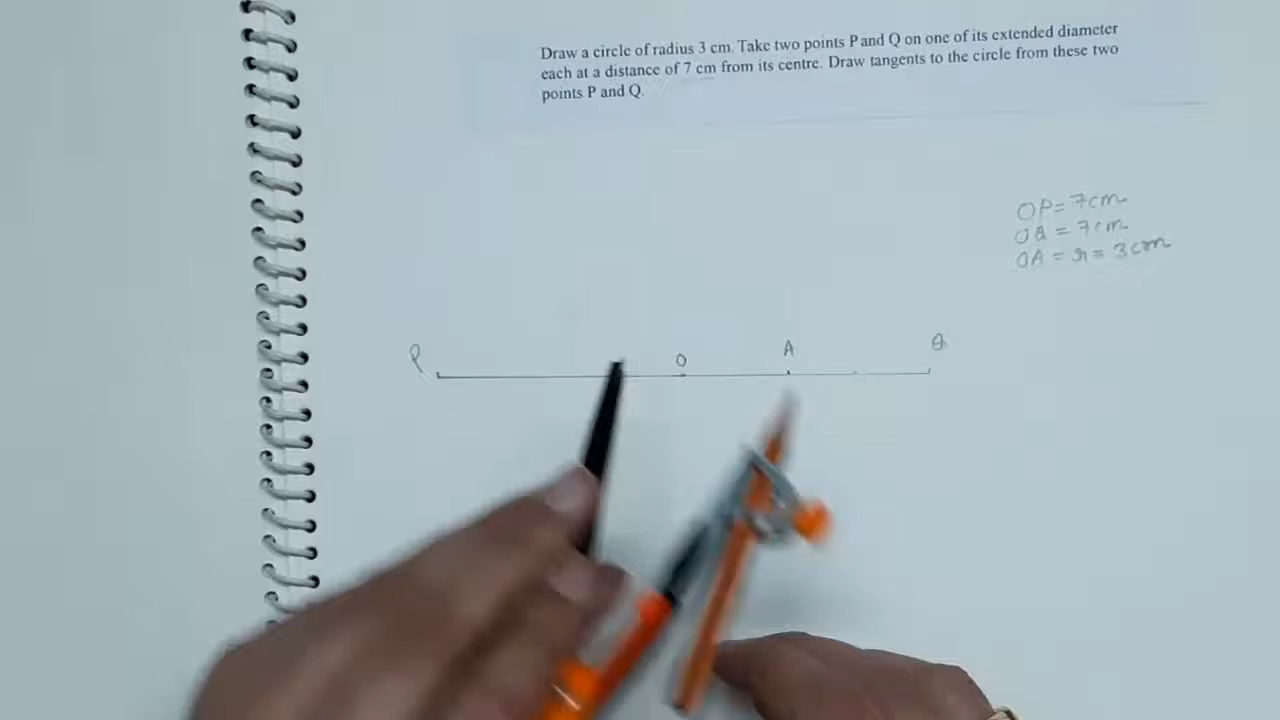 Draw a circle of radius 3 cm. Take two points P and Q on one of its extended diameter
each at a distance of 7 cm from its centre. Draw tangents to the circle from these two
points P and Q.
OP = 7cm
OQ = 7cm
OA = r = 3cm
P O A Q